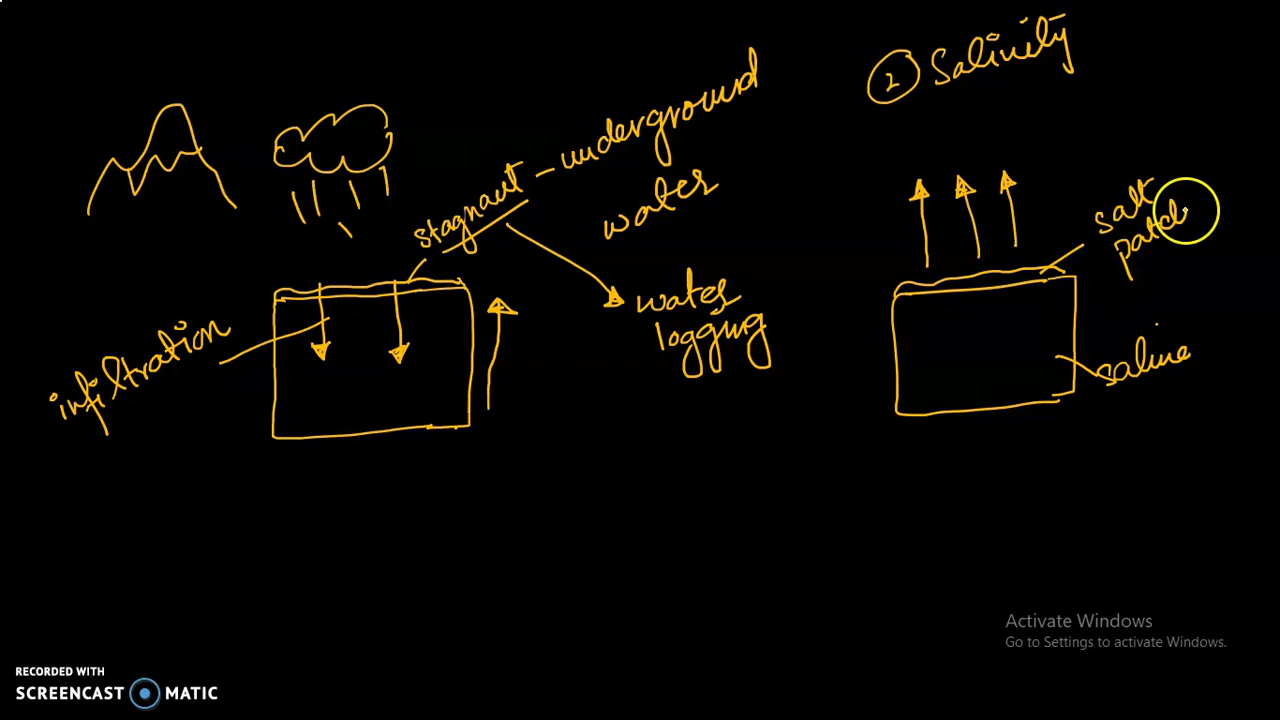 ② Salinity
stagnant - underground
water
water
logging
infiltration
salt
patch
saline
Activate Windows
Go to Settings to activate Windows.
RECORDED WITH
SCREENCAST MATIC